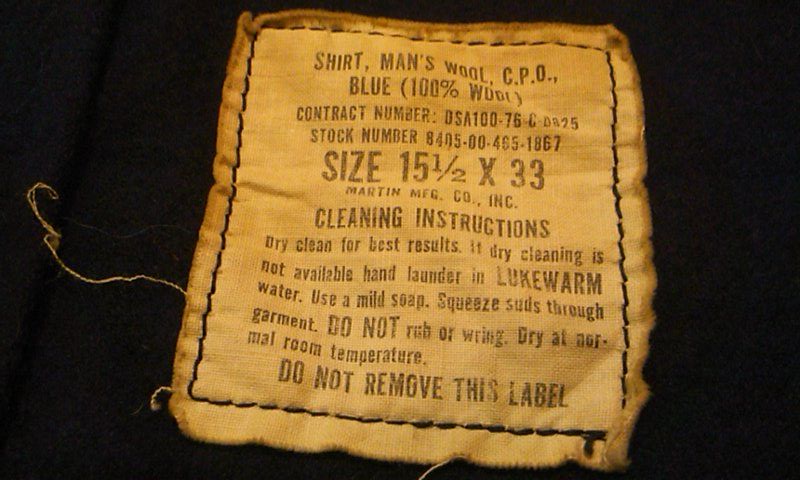 SHIRT, MAN'S WOOL, C.P.O.,
BLUE (100% WOOL)
CONTRACT NUMBER: DSA100-76-C-0925
STOCK NUMBER 8405-00-465-1867
SIZE 15½ X 33
MARTIN MFG. CO., INC.
CLEANING INSTRUCTIONS
Dry clean for best results. If dry cleaning is
not available hand launder in LUKEWARM
water. Use a mild soap. Squeeze suds through
garment. DO NOT rub or wring. Dry at nor-
mal room temperature.
DO NOT REMOVE THIS LABEL